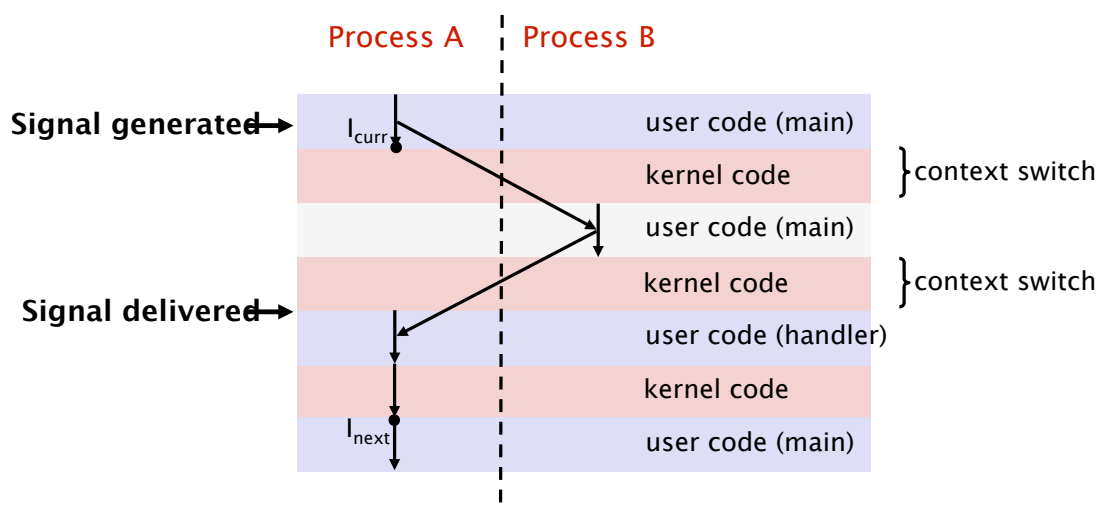 Process A
Process B
Signal generated
I_curr
user code (main)
kernel code
} context switch
user code (main)
kernel code
} context switch
Signal delivered
user code (handler)
kernel code
I_next
user code (main)